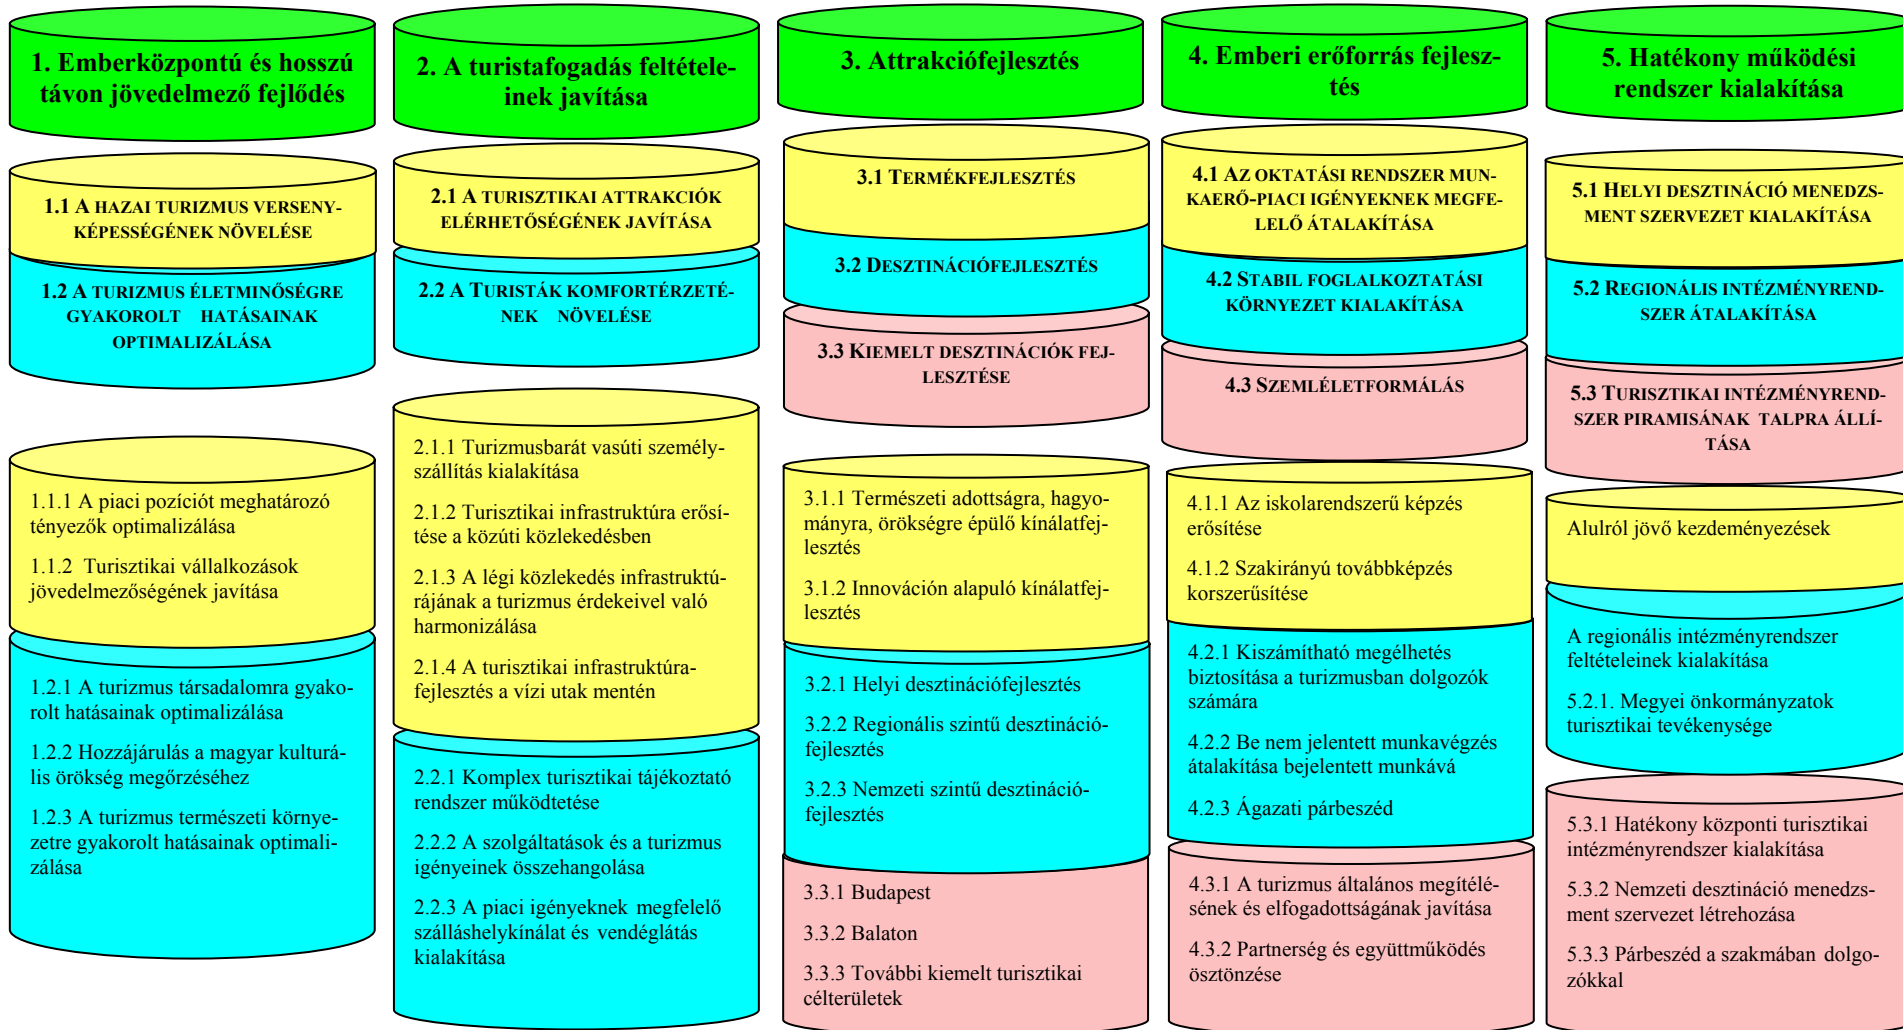 1. Emberközpontú és hosszú
távon jövedelmező fejlődés
1.1 A HAZAI TURIZMUS VERSENY-
KÉPESSÉGÉNEK NÖVELÉSE
1.2 A TURIZMUS ÉLETMINŐSÉGRE
GYAKOROLT HATÁSAINAK
OPTIMALIZÁLÁSA
1.1.1 A piaci pozíciót meghatározó
tényezők optimalizálása
1.1.2 Turisztikai vállalkozások
jövedelmezőségének javítása
1.2.1 A turizmus társadalomra gyako-
rolt hatásainak optimalizálása
1.2.2 Hozzájárulás a magyar kulturá-
lis örökség megőrzéséhez
1.2.3 A turizmus természeti környe-
zetre gyakorolt hatásainak optimali-
zálása
2. A turistafogadás feltétele-
inek javítása
2.1 A TURISZTIKAI ATTRAKCIÓK
ELÉRHETŐSÉGÉNEK JAVÍTÁSA
2.2 A TURISTÁK KOMFORTÉRZETÉ-
NEK NÖVELÉSE
2.1.1 Turizmusbarát vasúti személy-
szállítás kialakítása
2.1.2 Turisztikai infrastruktúra erősí-
tése a közúti közlekedésben
2.1.3 A légi közlekedés infrastruktú-
rájának a turizmus érdekeivel való
harmonizálása
2.1.4 A turisztikai infrastruktúra-
fejlesztés a vízi utak mentén
2.2.1 Komplex turisztikai tájékoztató
rendszer működtetése
2.2.2 A szolgáltatások és a turizmus
igényeinek összehangolása
2.2.3 A piaci igényeknek megfelelő
szálláshelykínálat és vendéglátás
kialakítása
3. Attrakciófejlesztés
3.1 TERMÉKFEJLESZTÉS
3.2 DESZTINÁCIÓFEJLESZTÉS
3.3 KIEMELT DESZTINÁCIÓK FEJ-
LESZTÉSE
3.1.1 Természeti adottságra, hagyo-
mányra, örökségre épülő kínálatfej-
lesztés
3.1.2 Innováción alapuló kínálatfej-
lesztés
3.2.1 Helyi desztinációfejlesztés
3.2.2 Regionális szintű desztináció-
fejlesztés
3.2.3 Nemzeti szintű desztináció-
fejlesztés
3.3.1 Budapest
3.3.2 Balaton
3.3.3 További kiemelt turisztikai
célterületek
4. Emberi erőforrás fejlesz-
tés
4.1 AZ OKTATÁSI RENDSZER MUN-
KAERŐ-PIACI IGÉNYEKNEK MEGFE-
LELŐ ÁTALAKÍTÁSA
4.2 STABIL FOGLALKOZTATÁSI
KÖRNYEZET KIALAKÍTÁSA
4.3 SZEMLÉLETFORMÁLÁS
4.1.1 Az iskolarendszerű képzés
erősítése
4.1.2 Szakirányú továbbképzés
korszerűsítése
4.2.1 Kiszámítható megélhetés
biztosítása a turizmusban dolgozók
számára
4.2.2 Be nem jelentett munkavégzés
átalakítása bejelentett munkává
4.2.3 Ágazati párbeszéd
4.3.1 A turizmus általános megítélé-
sének és elfogadottságának javítása
4.3.2 Partnerség és együttműködés
ösztönzése
5. Hatékony működési
rendszer kialakítása
5.1 HELYI DESZTINÁCIÓ MENEDZS-
MENT SZERVEZET KIALAKÍTÁSA
5.2 REGIONÁLIS INTÉZMÉNYREND-
SZER ÁTALAKÍTÁSA
5.3 TURISZTIKAI INTÉZMÉNYREND-
SZER PIRAMISÁNAK TALPRA ÁLLÍ-
TÁSA
Alulról jövő kezdeményezések
A regionális intézményrendszer
feltételeinek kialakítása
5.2.1. Megyei önkormányzatok
turisztikai tevékenysége
5.3.1 Hatékony központi turisztikai
intézményrendszer kialakítása
5.3.2 Nemzeti desztináció menedzs-
ment szervezet létrehozása
5.3.3 Párbeszéd a szakmában dolgo-
zókkal